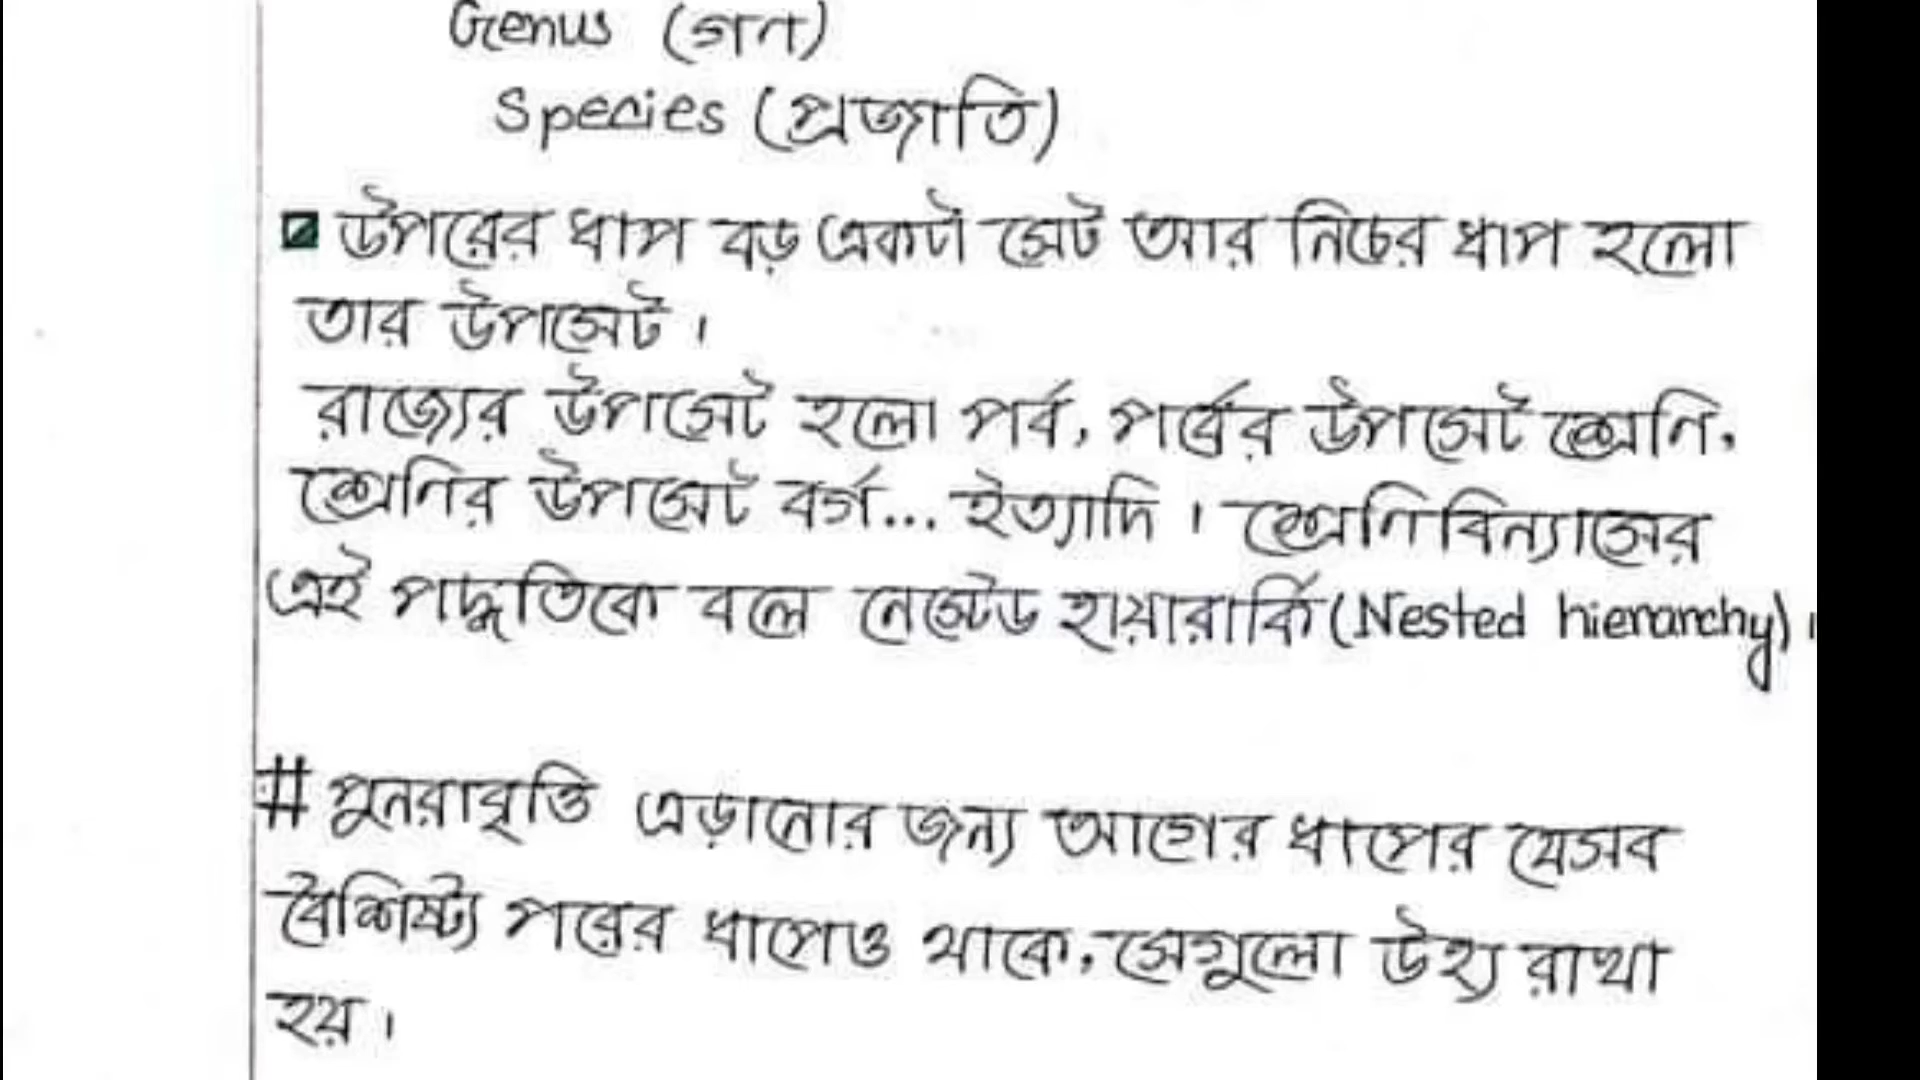 Genus (গণ)
Species (প্রজাতি)
উপরের ধাপ বড় একটা সেট আর নিচের ধাপ হলো
তার উপসেট।
রাজ্যের উপসেট হলো পর্ব, পর্বের উপসেট শ্রেণি,
শ্রেণির উপসেট বর্গ... ইত্যাদি। শ্রেণিবিন্যাসের
এই পদ্ধতিকে বলে নেস্টেড হায়ারার্কি (Nested hierarchy)।
# পুনরাবৃত্তি এড়ানোর জন্য আগের ধাপের যেসব
বৈশিষ্ট্য পরের ধাপেও থাকে, সেগুলো উহ্য রাখা
হয়।